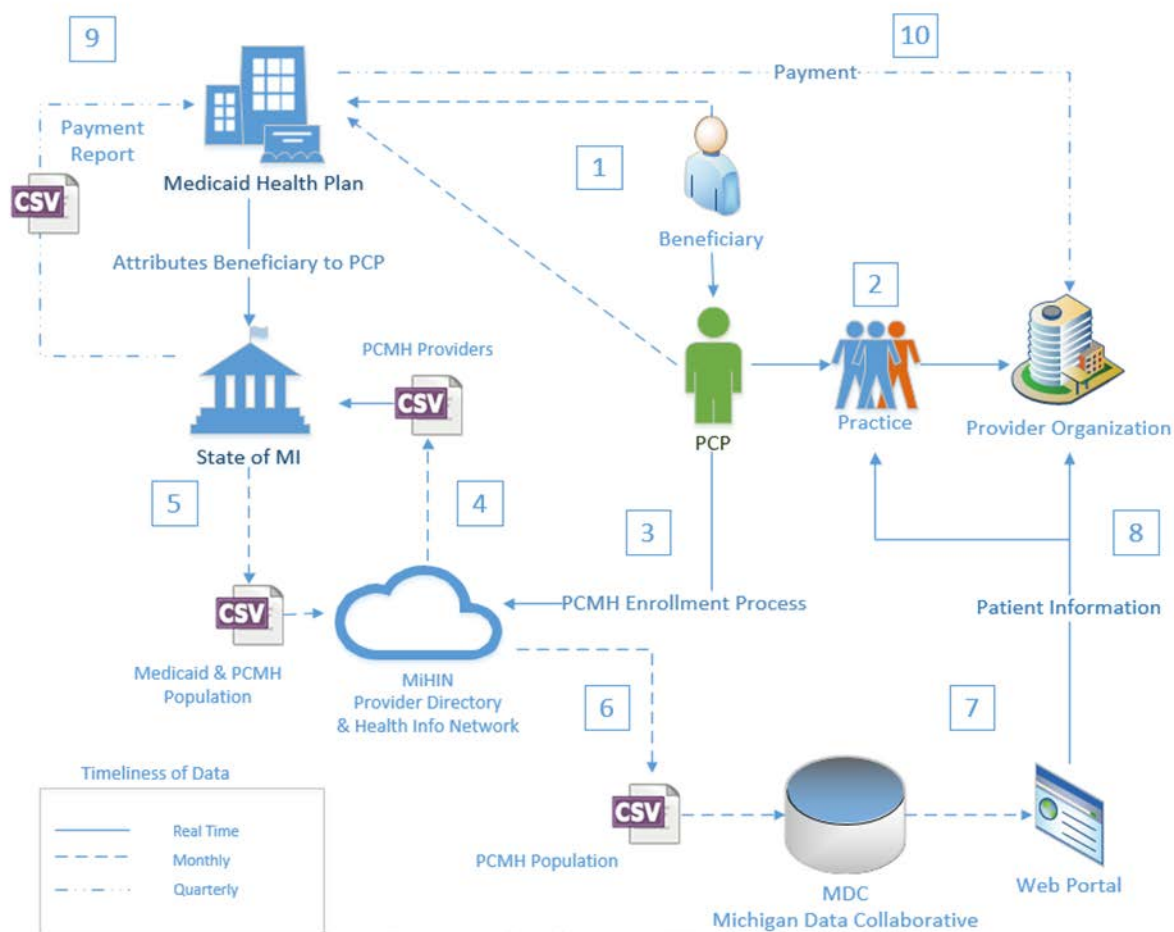 9
10
Payment
Payment
Report
1
CSV
Medicaid Health Plan
Beneficiary
Attributes Beneficiary to PCP
2
PCMH Providers
CSV
Practice
Provider Organization
PCP
State of MI
5
4
3
8
PCMH Enrollment Process
Patient Information
CSV
Medicaid & PCMH
Population
MiHIN
Provider Directory
& Health Info Network
6
7
Timeliness of Data
CSV
Real Time
Monthly
Quarterly
PCMH Population
MDC
Michigan Data Collaborative
Web Portal